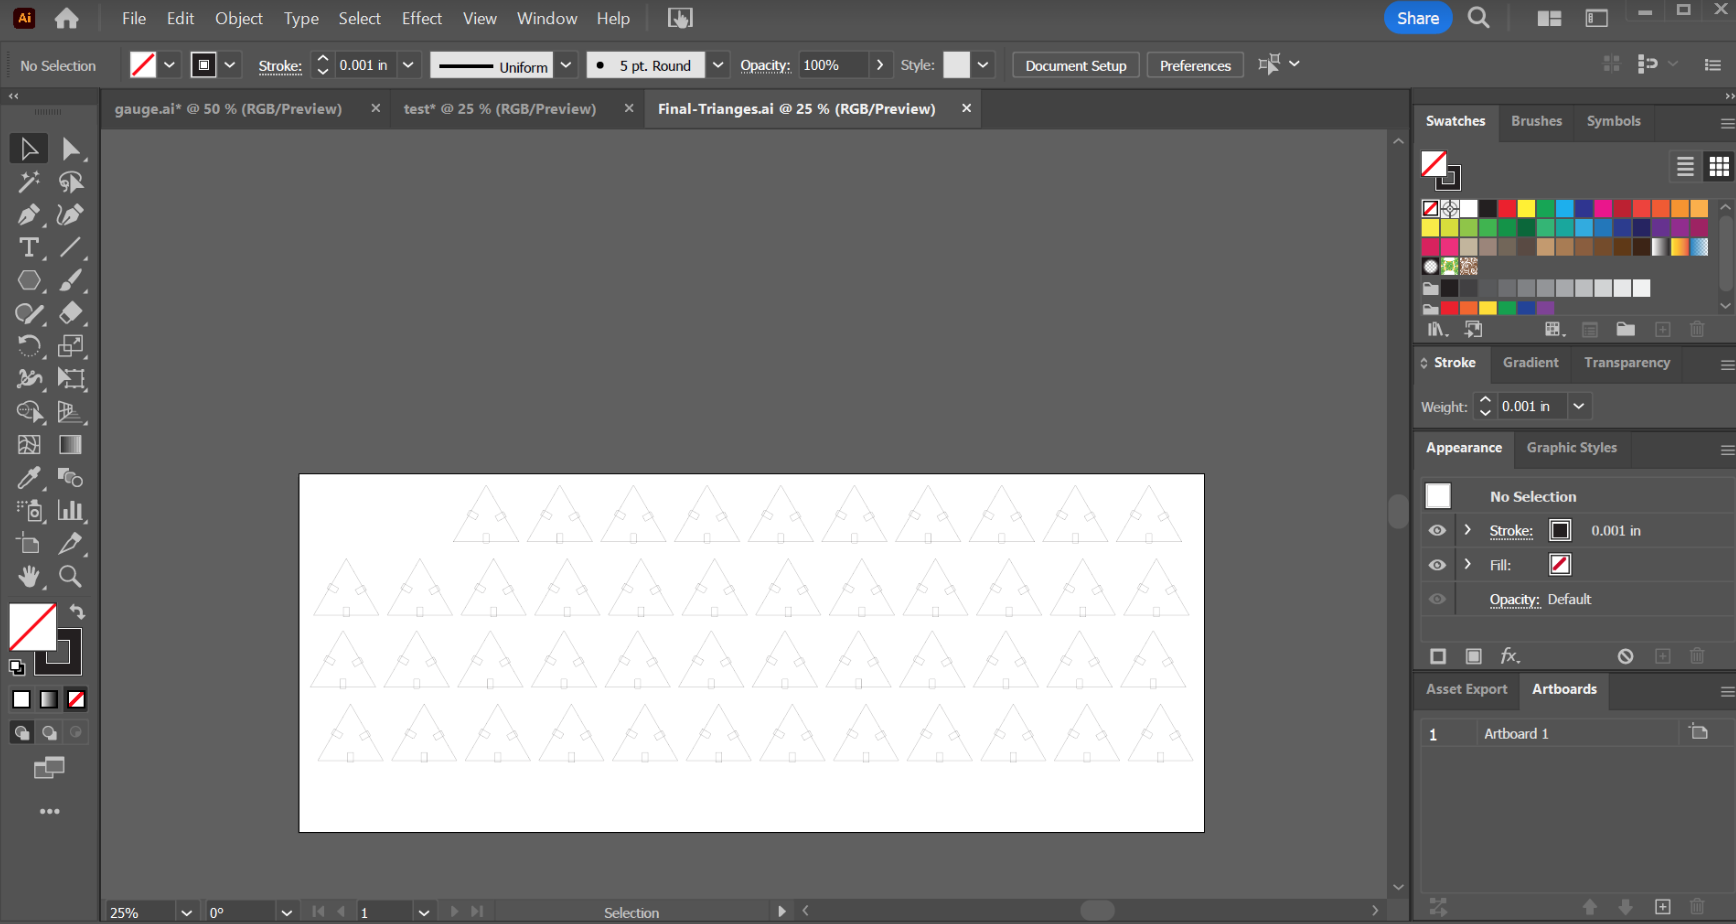 Ai File Edit Object Type Select Effect View Window Help Share
No Selection Stroke: 0.001 in Uniform 5 pt. Round Opacity: 100% Style: Document Setup Preferences
gauge.ai* @ 50 % (RGB/Preview) test* @ 25 % (RGB/Preview) Final-Trianges.ai @ 25 % (RGB/Preview)
Swatches Brushes Symbols
Stroke Gradient Transparency
Weight: 0.001 in
Appearance Graphic Styles
No Selection
Stroke: 0.001 in
Fill:
Opacity: Default
fx.
Asset Export Artboards
1 Artboard 1
25% 0° 1 Selection